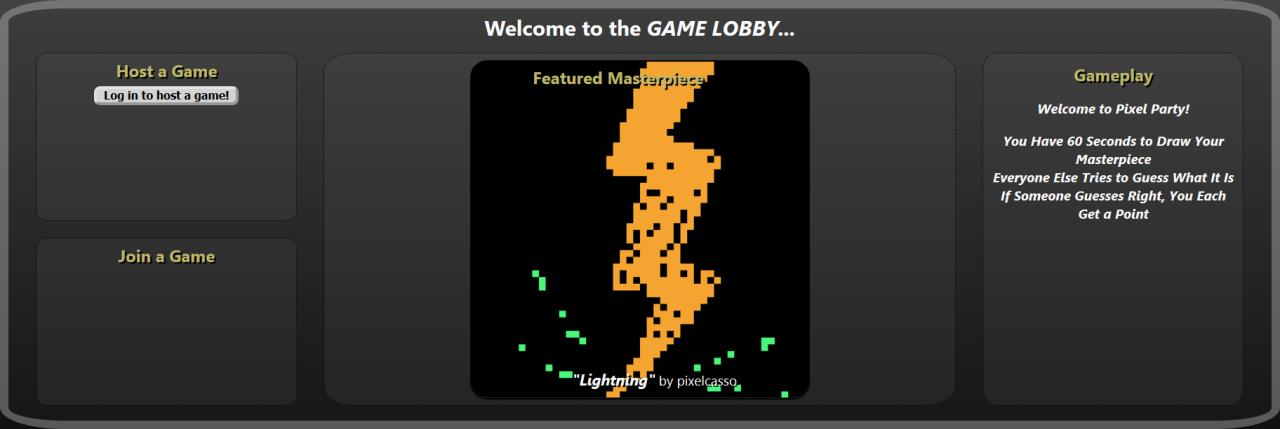 Welcome to the GAME LOBBY...
Host a Game
Log in to host a game!
Join a Game
Featured Masterpiece
"Lightning" by pixelcasso
Gameplay
Welcome to Pixel Party!
You Have 60 Seconds to Draw Your
Masterpiece
Everyone Else Tries to Guess What It Is
If Someone Guesses Right, You Each
Get a Point